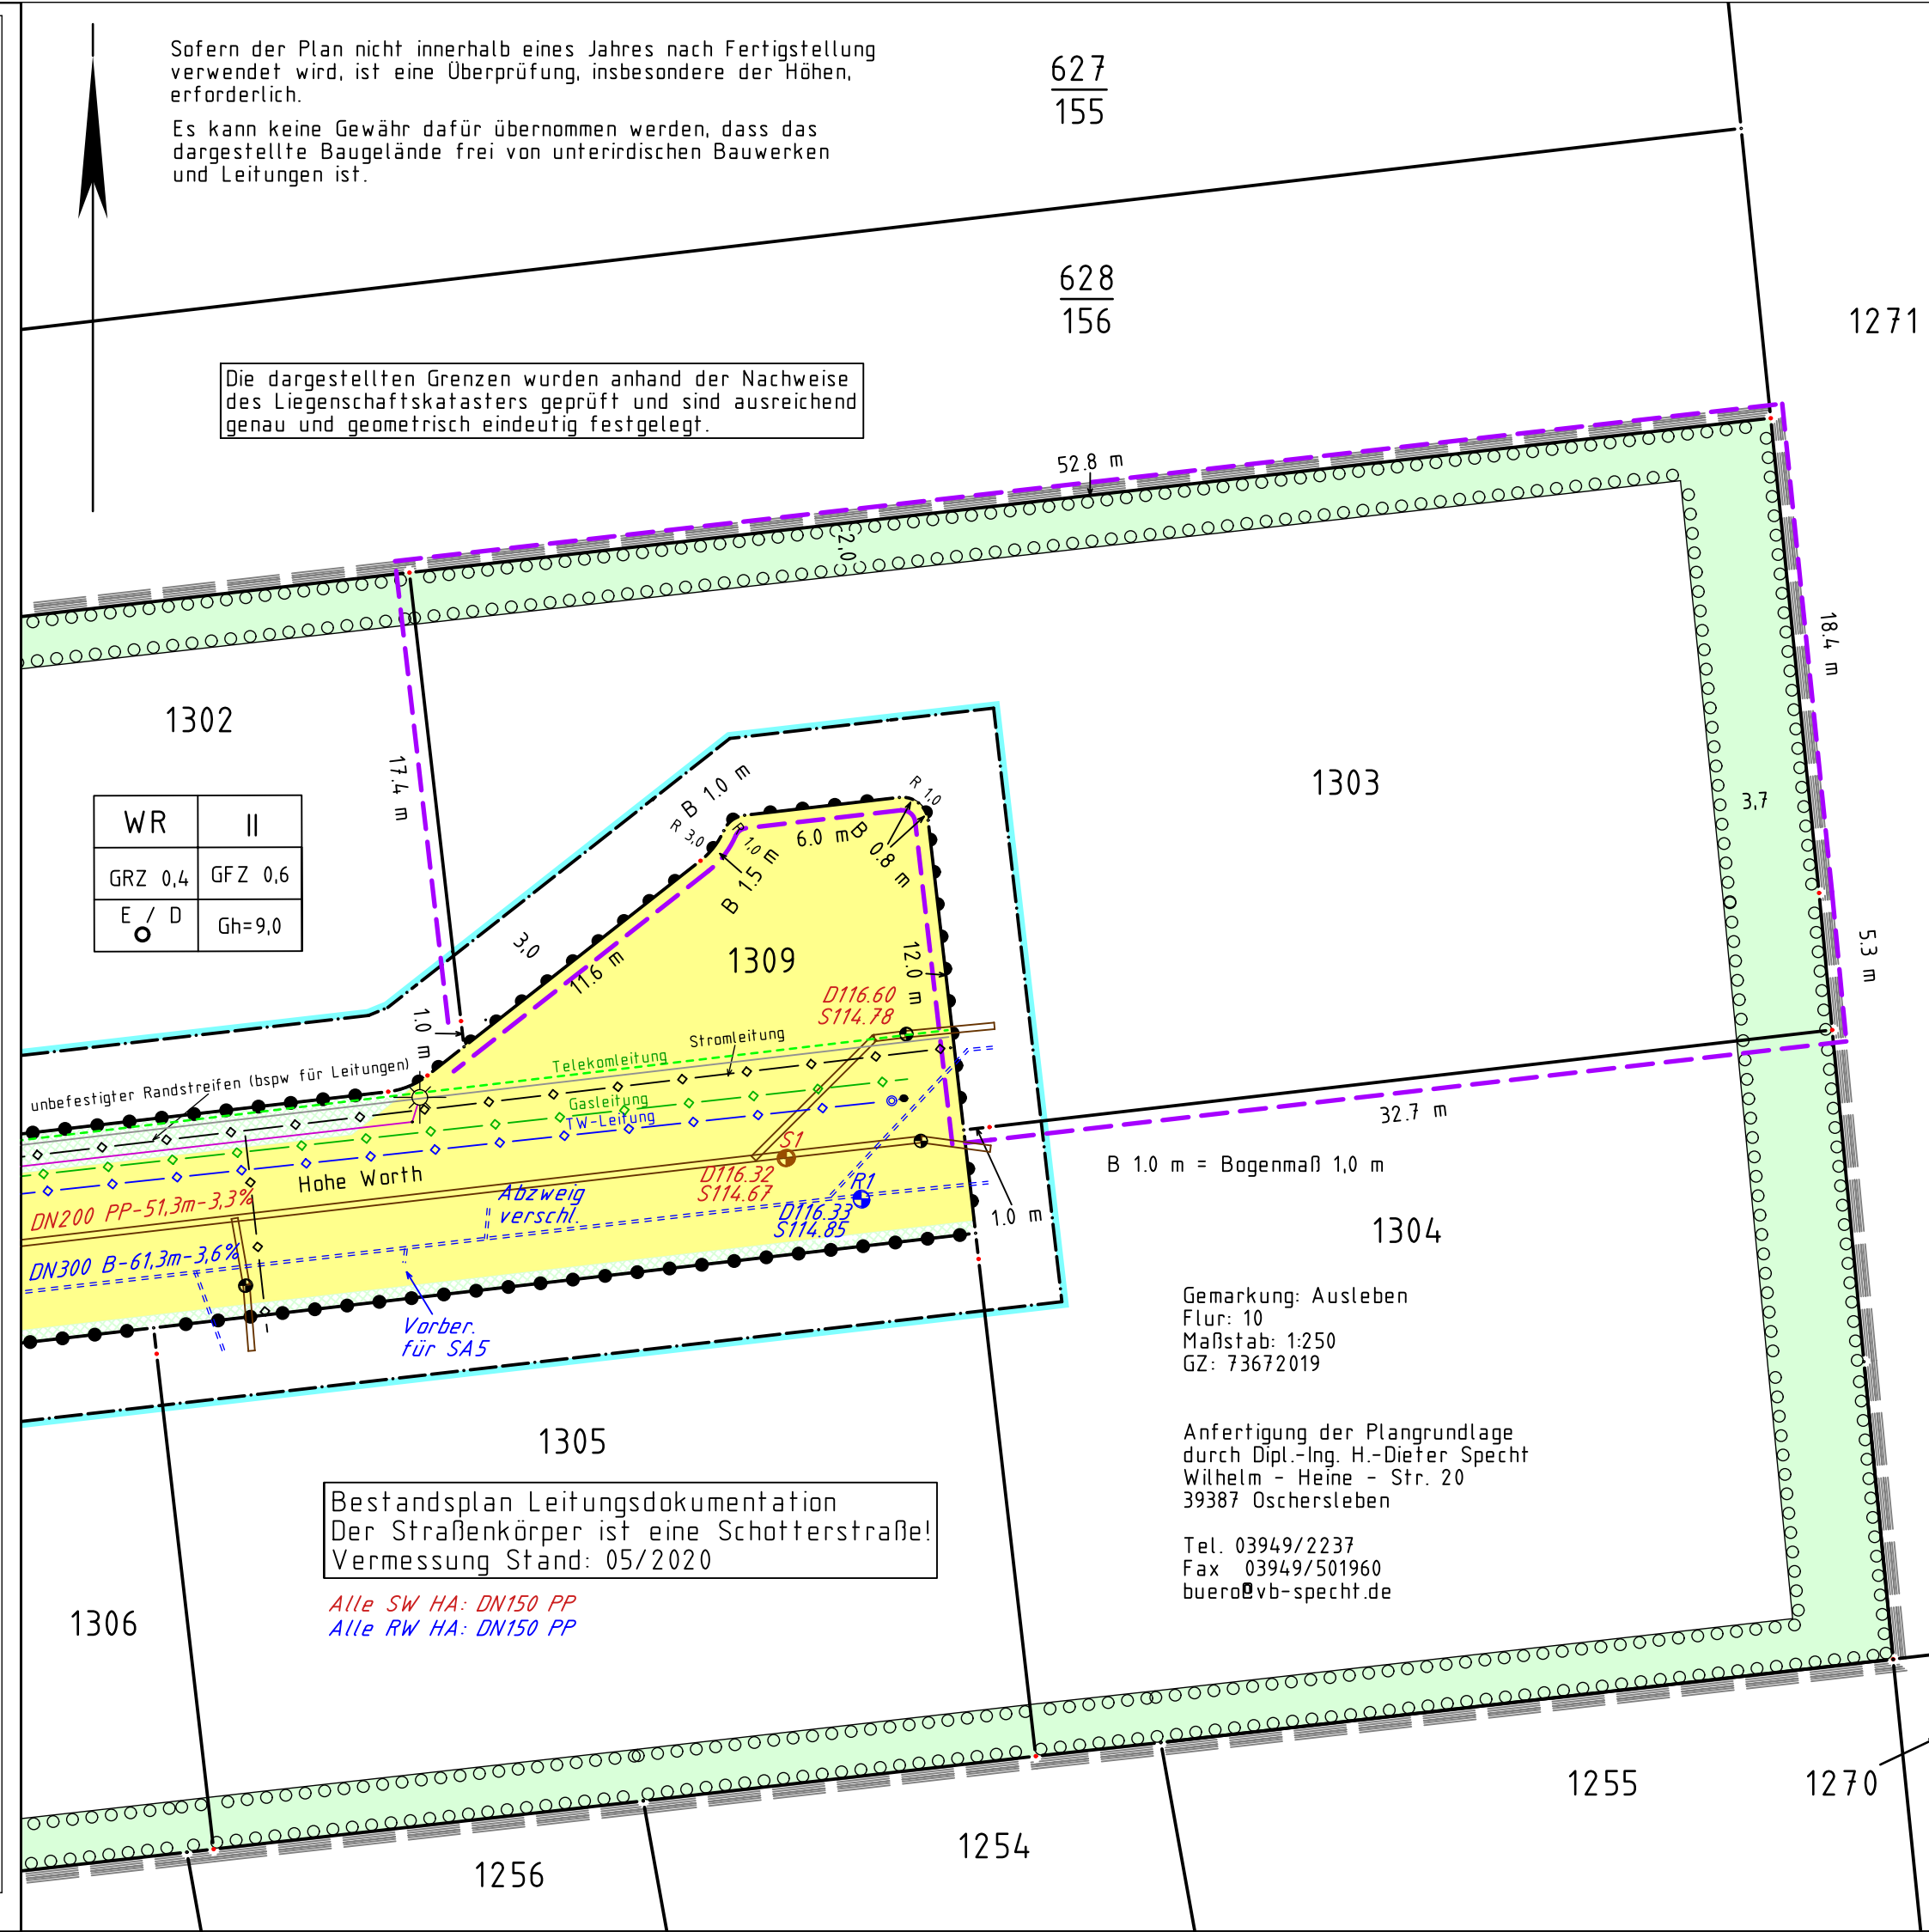 Sofern der Plan nicht innerhalb eines Jahres nach Fertigstellung
verwendet wird, ist eine Überprüfung, insbesondere der Höhen,
erforderlich.
Es kann keine Gewähr dafür übernommen werden, dass das
dargestellte Baugelände frei von unterirdischen Bauwerken
und Leitungen ist.
627
155
628
156
1271
Die dargestellten Grenzen wurden anhand der Nachweise
des Liegenschaftskatasters geprüft und sind ausreichend
genau und geometrisch eindeutig festgelegt.
52.8 m
2,0
18.4 m
1302
17.4 m
1303
3,7
WR II
GRZ 0,4 GFZ 0,6
E / D Gh=9,0
B 1.0 m
R 3,0
R 1,0
R 1,0
6.0 m
B 0.8 m
B 1.5 m
3,0
11.6 m
1309
12.0 m
5.3 m
D116.60
S114.78
1.0 m
Stromleitung
Telekomleitung
unbefestigter Randstreifen (bspw für Leitungen)
Gasleitung
TW-Leitung
32.7 m
S1
B 1.0 m = Bogenmaß 1,0 m
Hohe Worth
D116.32
S114.67
R1
Abzweig
verschl.
DN200 PP-51,3m-3,3%
D116.33
S114.85
1.0 m
1304
DN300 B-61,3m-3,6%
Vorber.
für SA5
Gemarkung: Ausleben
Flur: 10
Maßstab: 1:250
GZ: 73672019
1305
Anfertigung der Plangrundlage
durch Dipl.-Ing. H.-Dieter Specht
Wilhelm - Heine - Str. 20
39387 Oschersleben
Tel. 03949/2237
Fax 03949/501960
buero@vb-specht.de
Bestandsplan Leitungsdokumentation
Der Straßenkörper ist eine Schotterstraße!
Vermessung Stand: 05/2020
Alle SW HA: DN150 PP
Alle RW HA: DN150 PP
1306
1255
1270
1254
1256